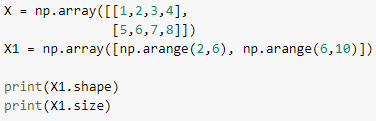 X = np.array([[1,2,3,4],
[5,6,7,8]])
X1 = np.array([np.arange(2,6), np.arange(6,10)])
print(X1.shape)
print(X1.size)